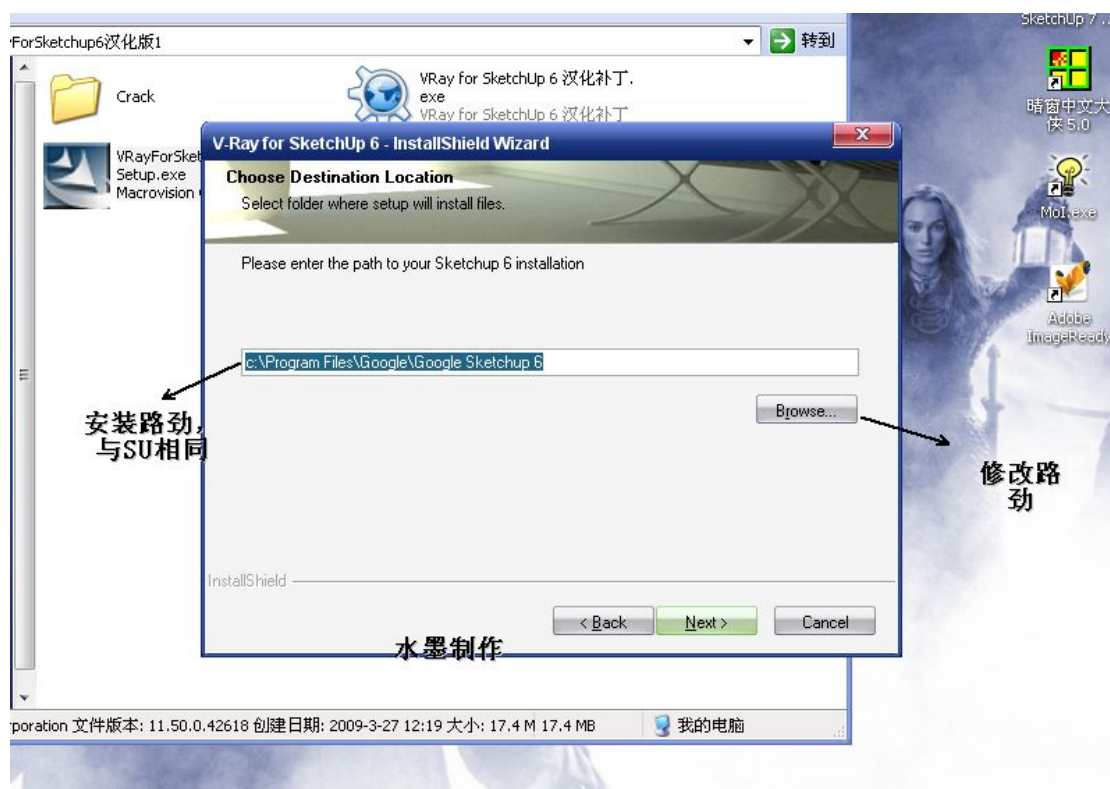 SketchUp 7 ..
ForSketchup6汉化版1
转到
Crack
VRay for SketchUp 6 汉化补丁.
exe
VRay for SketchUp 6 汉化补丁
晴窗中文大
侠 5.0
VRayForSket
Setup.exe
Macrovision
V-Ray for SketchUp 6 - InstallShield Wizard
Choose Destination Location
Select folder where setup will install files.
MoI.exe
Please enter the path to your Sketchup 6 installation
Adobe
ImageReady
c:\Program Files\Google\Google Sketchup 6
Browse...
安装路劲，
与SU相同
修改路
劲
InstallShield
< Back
Next >
Cancel
水墨制作
poration 文件版本: 11.50.0.42618 创建日期: 2009-3-27 12:19 大小: 17.4 M
17.4 MB
我的电脑